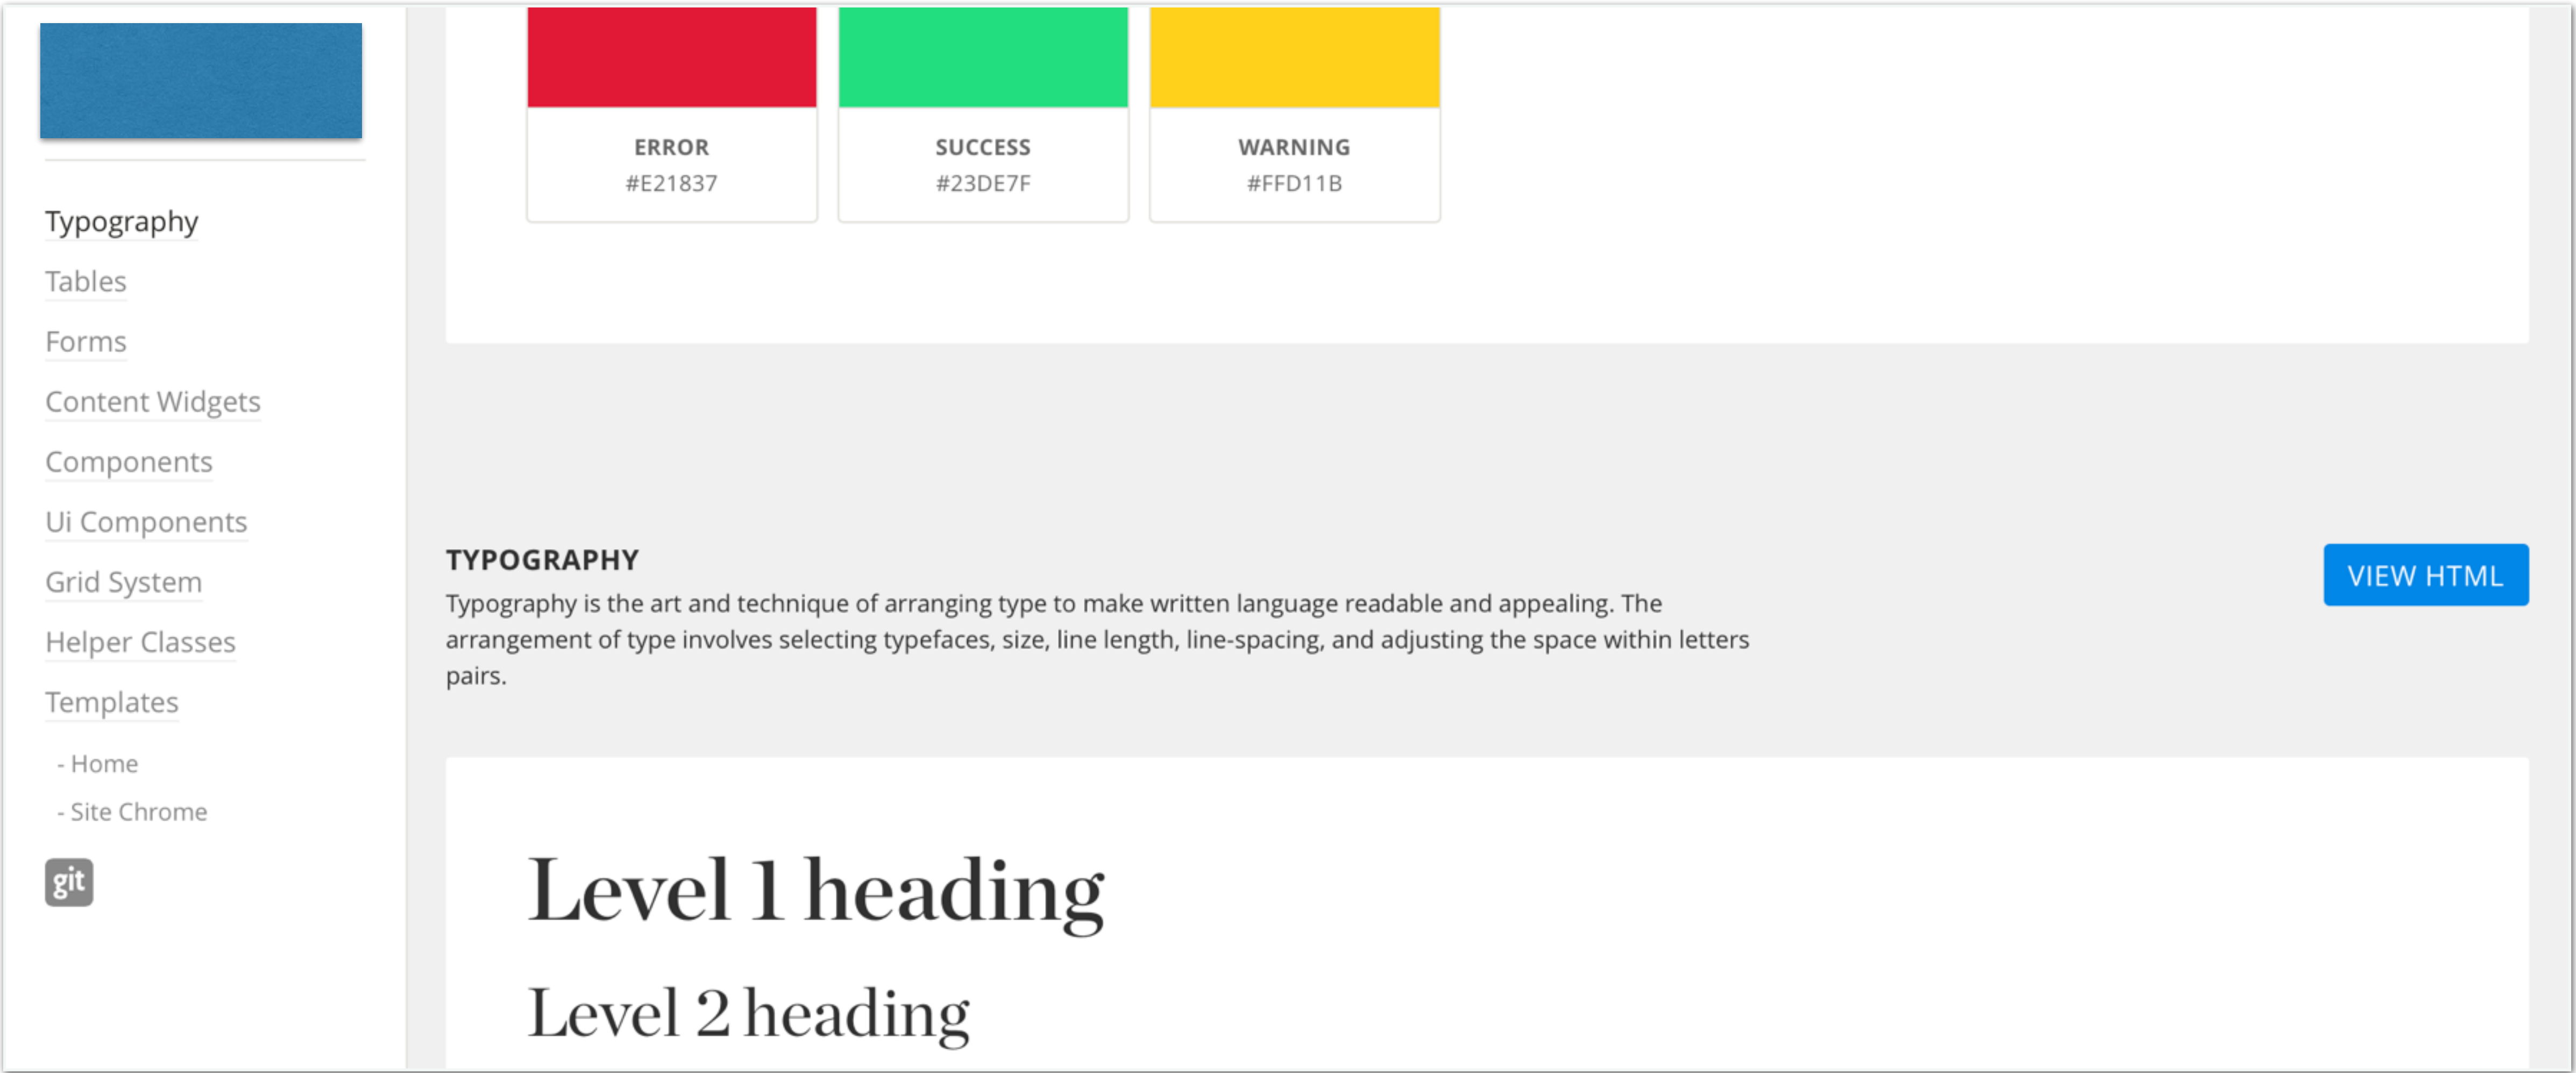 Typography
Tables
Forms
Content Widgets
Components
Ui Components
Grid System
Helper Classes
Templates
- Home
- Site Chrome
git
ERROR
#E21837
SUCCESS
#23DE7F
WARNING
#FFD11B
TYPOGRAPHY
Typography is the art and technique of arranging type to make written language readable and appealing. The
arrangement of type involves selecting typefaces, size, line length, line-spacing, and adjusting the space within letters
pairs.
VIEW HTML
Level 1 heading
Level 2 heading